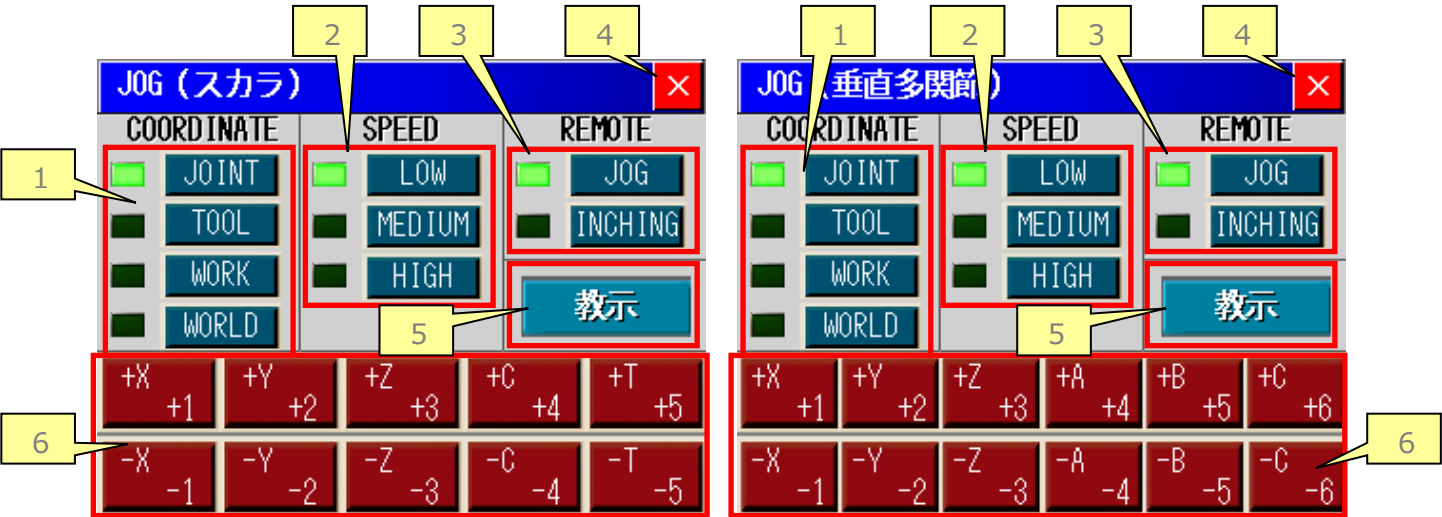 2 3 4
JOG (スカラ) ×
COORDINATE SPEED REMOTE
1
JOINT LOW JOG
TOOL MEDIUM INCHING
WORK HIGH
WORLD
教示
5
+X +1 +Y +2 +Z +3 +C +4 +T +5
6
-X -1 -Y -2 -Z -3 -C -4 -T -5
1 2 3 4
JOG (垂直多関節) ×
COORDINATE SPEED REMOTE
JOINT LOW JOG
TOOL MEDIUM INCHING
WORK HIGH
WORLD
教示
5
+X +1 +Y +2 +Z +3 +A +4 +B +5 +C +6
6
-X -1 -Y -2 -Z -3 -A -4 -B -5 -C -6